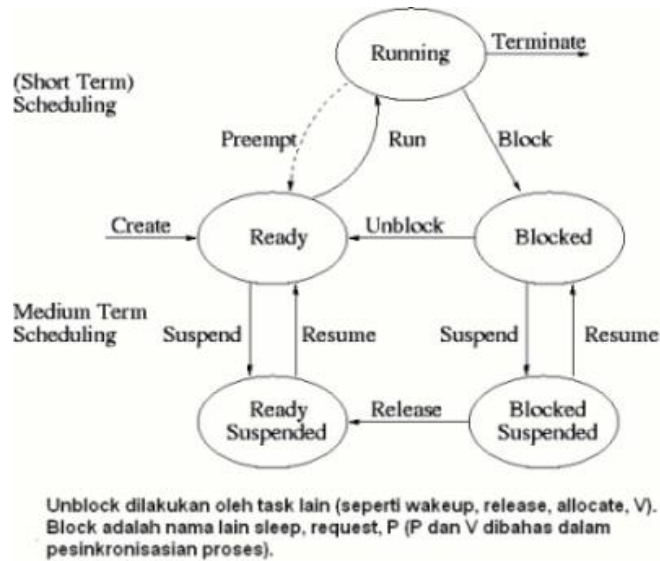 Running
Terminate
(Short Term)
Scheduling
Preempt
Run
Block
Create
Ready
Unblock
Blocked
Medium Term
Scheduling
Suspend
Resume
Suspend
Resume
Ready
Suspended
Release
Blocked
Suspended
Unblock dilakukan oleh task lain (seperti wakeup, release, allocate, V).
Block adalah nama lain sleep, request, P (P dan V dibahas dalam
pesinkronisasian proses).